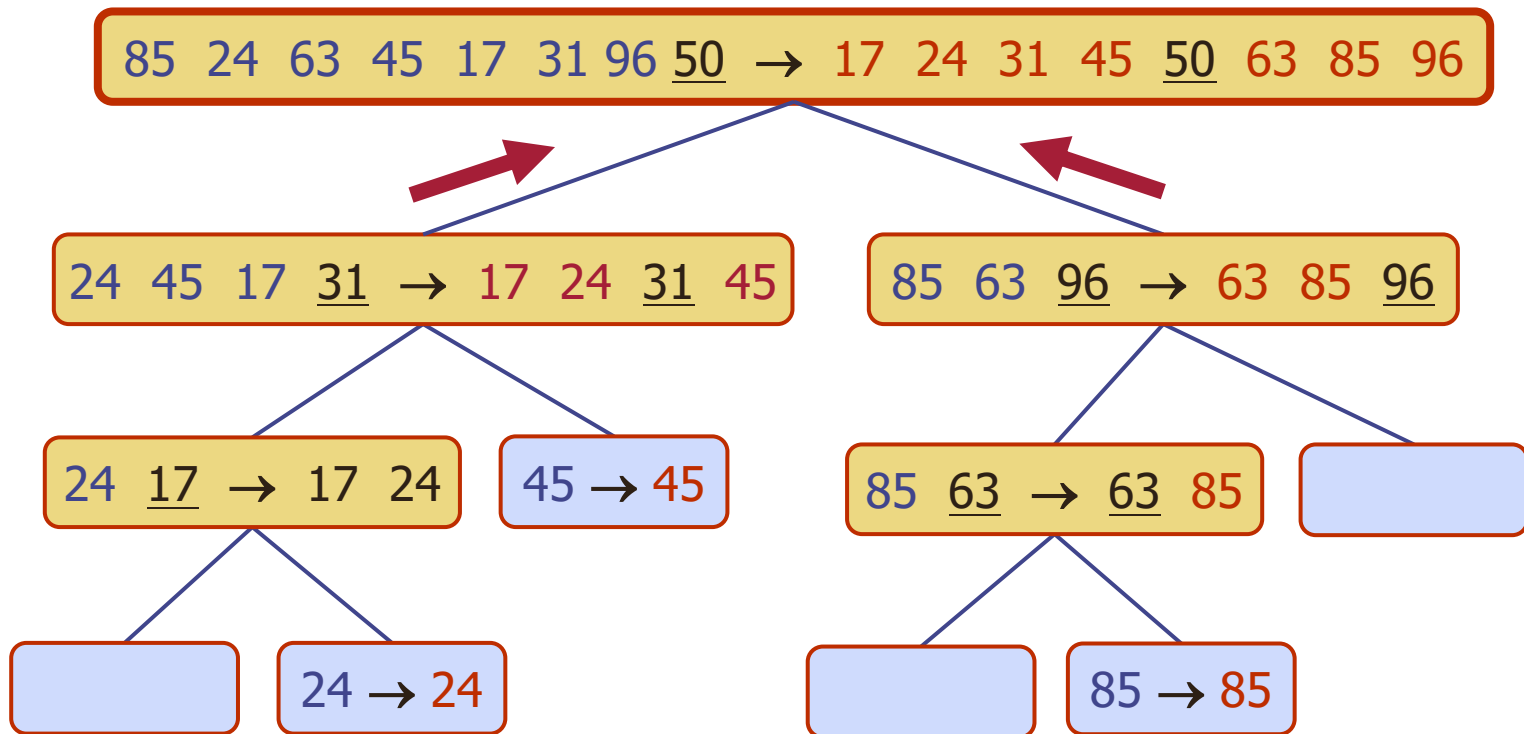 85 24 63 45 17 31 96 50 → 17 24 31 45 50 63 85 96
24 45 17 31 → 17 24 31 45
85 63 96 → 63 85 96
24 17 → 17 24
45 → 45
85 63 → 63 85
24 → 24
85 → 85